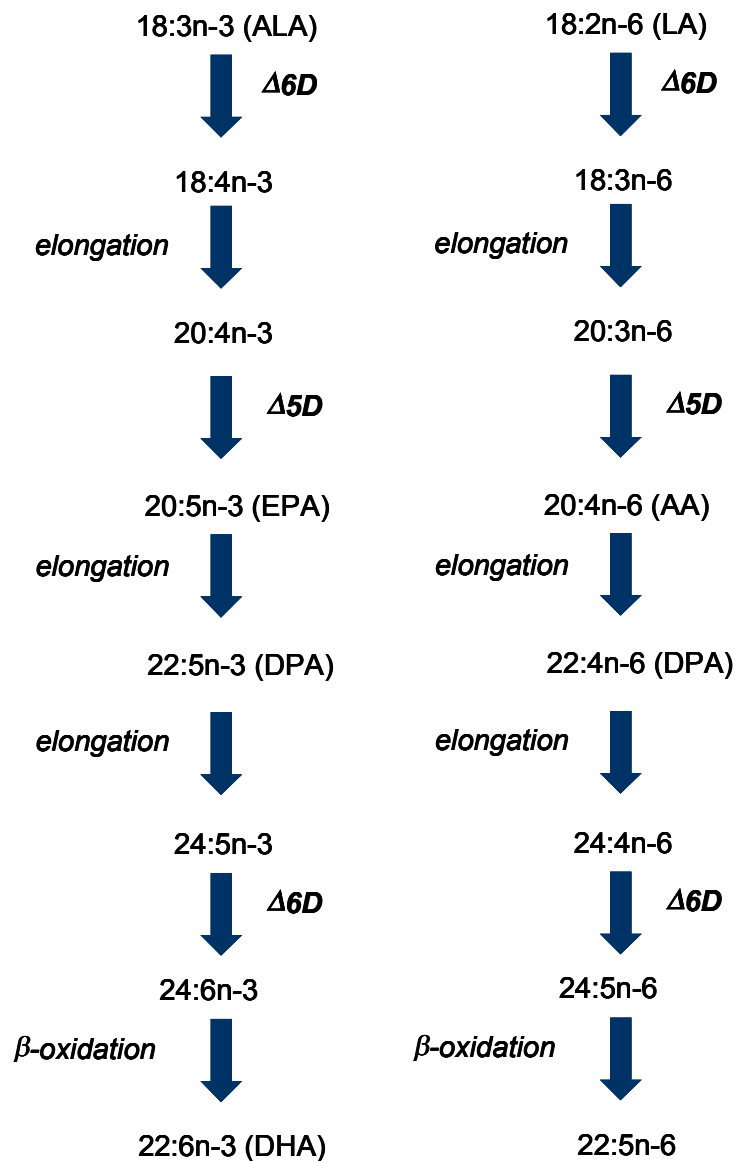 18:3n-3 (ALA)
Δ6D
18:4n-3
elongation
20:4n-3
Δ5D
20:5n-3 (EPA)
elongation
22:5n-3 (DPA)
elongation
24:5n-3
Δ6D
24:6n-3
β-oxidation
22:6n-3 (DHA)
18:2n-6 (LA)
Δ6D
18:3n-6
elongation
20:3n-6
Δ5D
20:4n-6 (AA)
elongation
22:4n-6 (DPA)
elongation
24:4n-6
Δ6D
24:5n-6
β-oxidation
22:5n-6